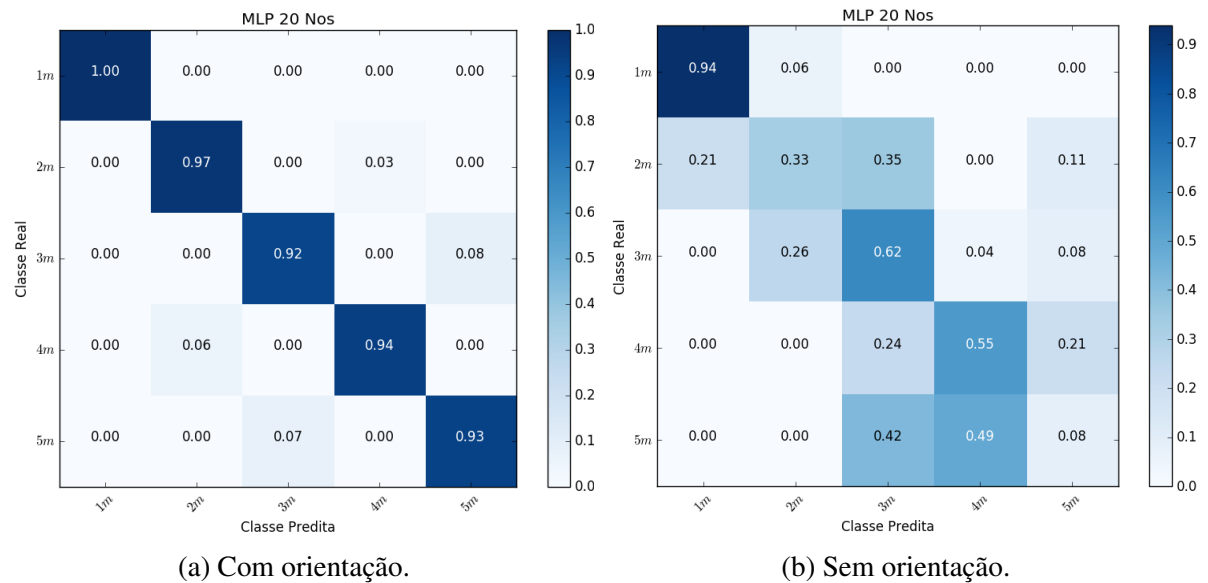 MLP 20 Nos
1m 1.00 0.00 0.00 0.00 0.00
2m 0.00 0.97 0.00 0.03 0.00
3m 0.00 0.00 0.92 0.00 0.08
4m 0.00 0.06 0.00 0.94 0.00
5m 0.00 0.00 0.07 0.00 0.93
1m 2m 3m 4m 5m
Classe Real
Classe Predita
1.0
0.9
0.8
0.7
0.6
0.5
0.4
0.3
0.2
0.1
0.0
(a) Com orientação.
MLP 20 Nos
1m 0.94 0.06 0.00 0.00 0.00
2m 0.21 0.33 0.35 0.00 0.11
3m 0.00 0.26 0.62 0.04 0.08
4m 0.00 0.00 0.24 0.55 0.21
5m 0.00 0.00 0.42 0.49 0.08
1m 2m 3m 4m 5m
Classe Real
Classe Predita
0.9
0.8
0.7
0.6
0.5
0.4
0.3
0.2
0.1
0.0
(b) Sem orientação.